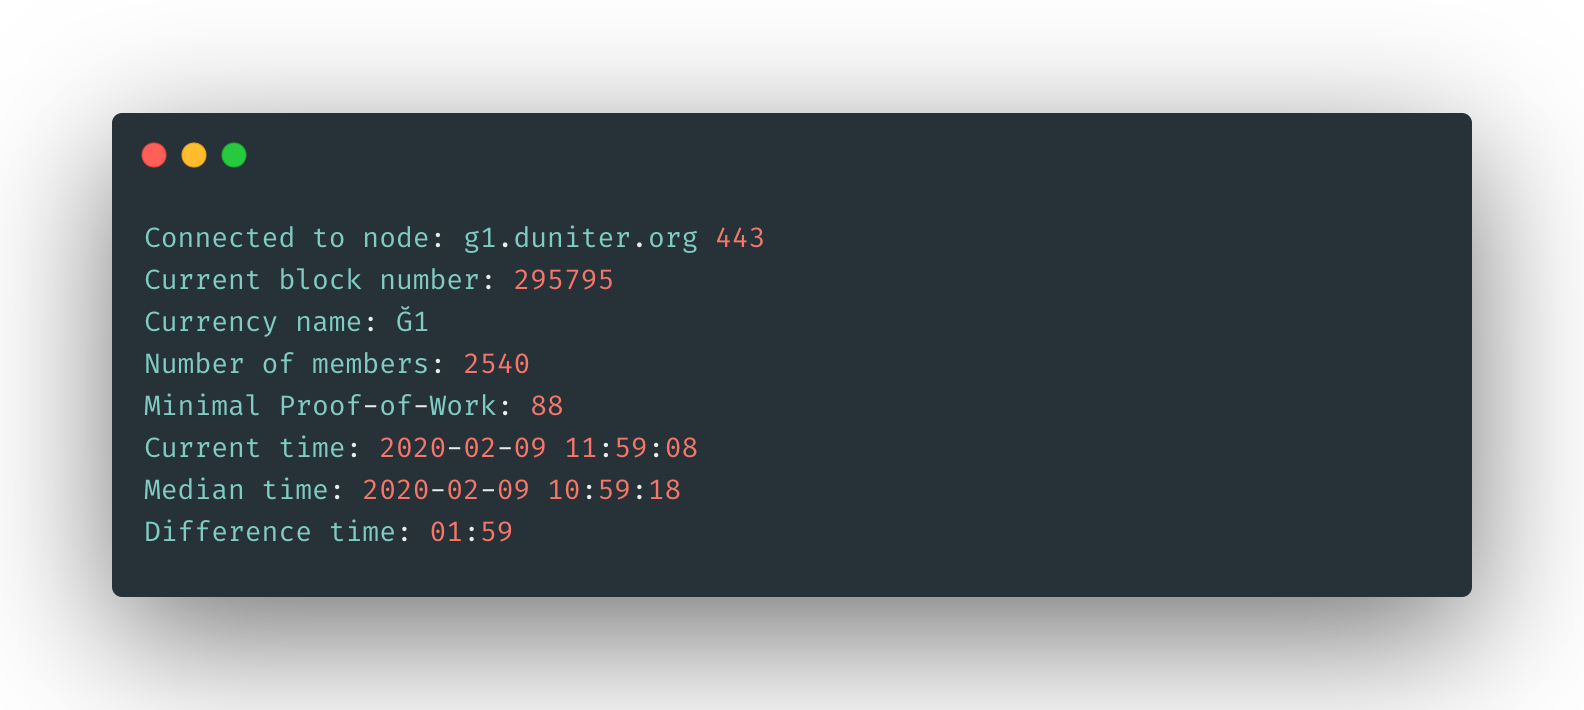 Connected to node: g1.duniter.org 443
Current block number: 295795
Currency name: Ğ1
Number of members: 2540
Minimal Proof-of-Work: 88
Current time: 2020-02-09 11:59:08
Median time: 2020-02-09 10:59:18
Difference time: 01:59